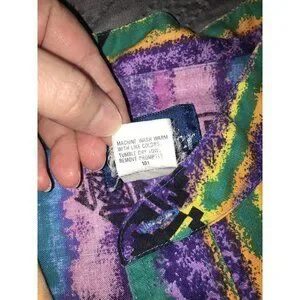 MACHINE WASH WARM
WITH LIKE COLORS.
TUMBLE DRY LOW.
REMOVE PROMPTLY